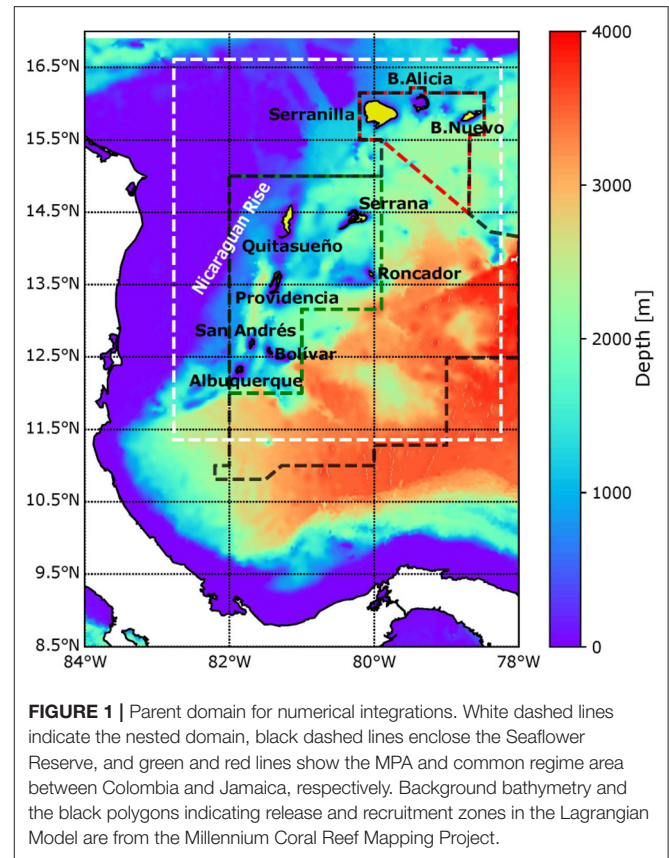 16.5°N
15.5°N
14.5°N
13.5°N
12.5°N
11.5°N
10.5°N
9.5°N
8.5°N
84°W
82°W
80°W
78°W
B.Alicia
Serranilla
B.Nuevo
Nicaraguan Rise
Serrana
Quitasueño
Roncador
Providencia
San Andrés
Bolívar
Albuquerque
4000
3000
2000
1000
0
Depth [m]
FIGURE 1 | Parent domain for numerical integrations. White dashed lines
indicate the nested domain, black dashed lines enclose the Seaflower
Reserve, and green and red lines show the MPA and common regime area
between Colombia and Jamaica, respectively. Background bathymetry and
the black polygons indicating release and recruitment zones in the Lagrangian
Model are from the Millennium Coral Reef Mapping Project.